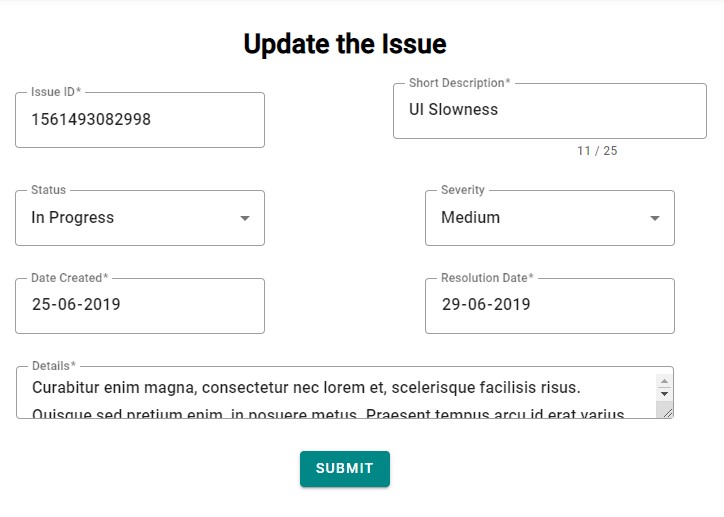 Update the Issue
Issue ID*
1561493082998
Short Description*
UI Slowness
11 / 25
Status
In Progress
Severity
Medium
Date Created*
25-06-2019
Resolution Date*
29-06-2019
Details*
Curabitur enim magna, consectetur nec lorem et, scelerisque facilisis risus.
Quisque sed pretium enim, in posuere metus. Praesent tempus arcu id erat varius
SUBMIT